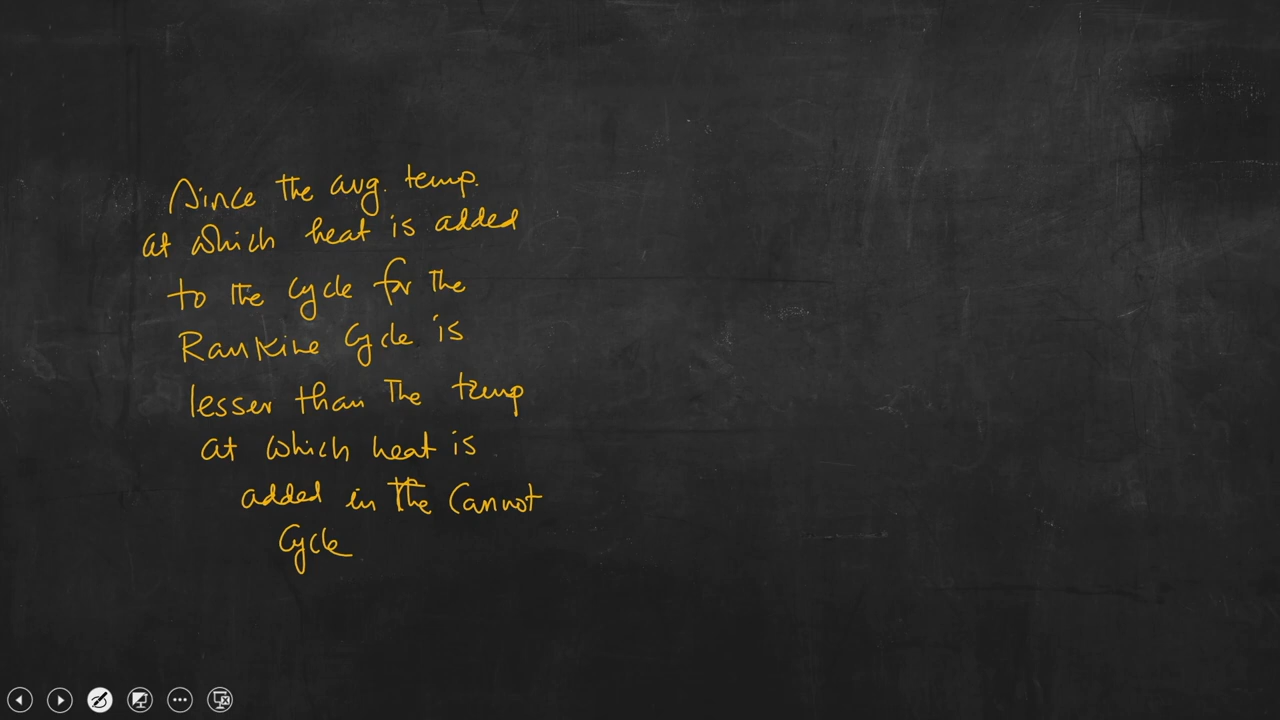 Since the avg. temp.
at which heat is added
to the cycle for the
Rankine Cycle is
lesser than The temp
at which heat is
added in the Cannot
Cycle